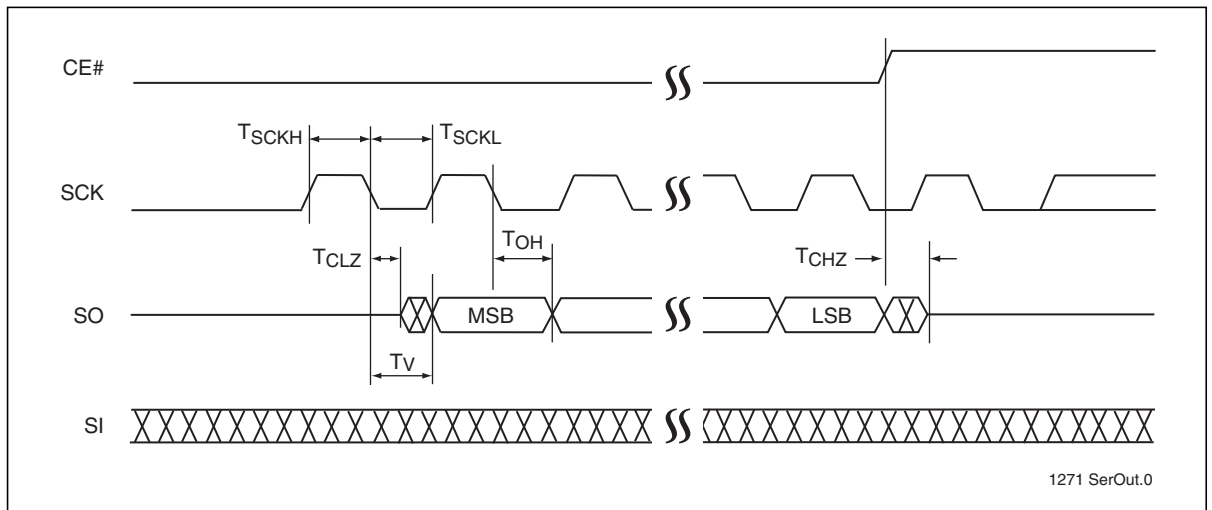 CE#
TSCKH
TSCKL
SCK
TOH
TCLZ
TCHZ
SO
MSB
LSB
TV
SI
1271 SerOut.0